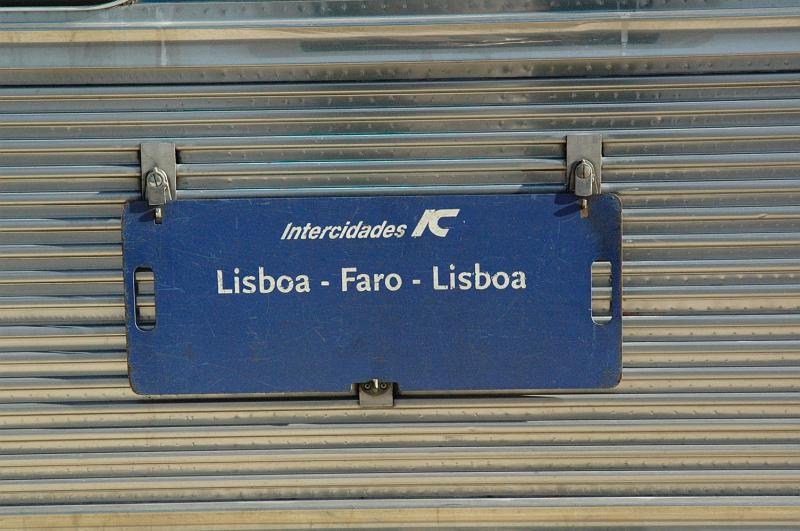 Intercidades IC
Lisboa - Faro - Lisboa